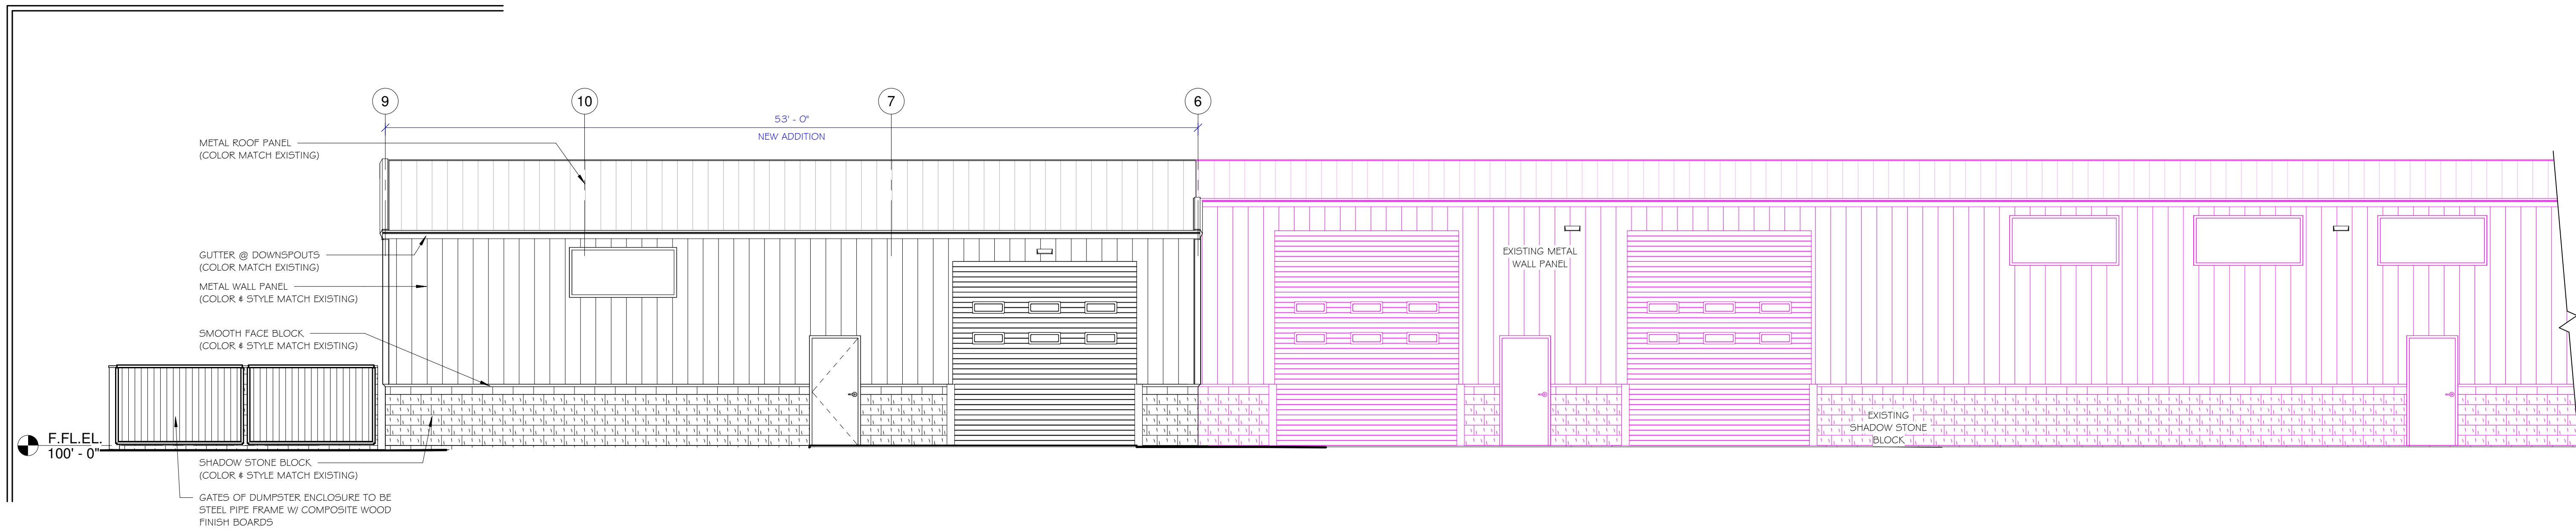 9
10
7
6
53' - 0"
NEW ADDITION
METAL ROOF PANEL
(COLOR MATCH EXISTING)
GUTTER @ DOWNSPOUTS
(COLOR MATCH EXISTING)
METAL WALL PANEL
(COLOR & STYLE MATCH EXISTING)
SMOOTH FACE BLOCK
(COLOR & STYLE MATCH EXISTING)
EXISTING METAL
WALL PANEL
EXISTING
SHADOW STONE
BLOCK
F.FL.EL.
100' - 0"
SHADOW STONE BLOCK
(COLOR & STYLE MATCH EXISTING)
GATES OF DUMPSTER ENCLOSURE TO BE
STEEL PIPE FRAME W/ COMPOSITE WOOD
FINISH BOARDS